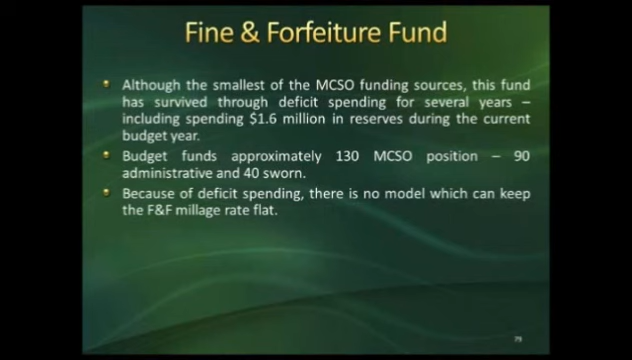 Fine & Forfeiture Fund
Although the smallest of the MCSO funding sources, this fund
has survived through deficit spending for several years –
including spending $1.6 million in reserves during the current
budget year.
Budget funds approximately 130 MCSO position – 90
administrative and 40 sworn.
Because of deficit spending, there is no model which can keep
the F&F millage rate flat.
79